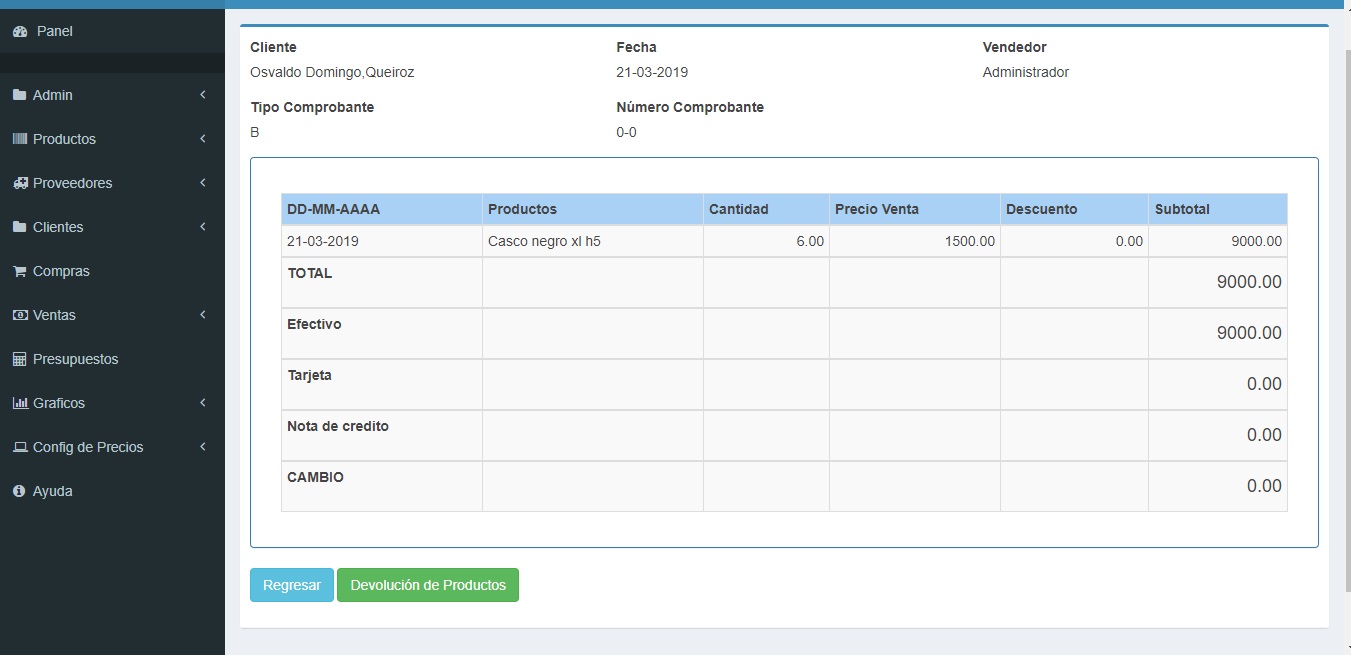 Panel
Admin
Productos
Proveedores
Clientes
Compras
Ventas
Presupuestos
Graficos
Config de Precios
Ayuda
Cliente Fecha Vendedor
Osvaldo Domingo,Queiroz 21-03-2019 Administrador
Tipo Comprobante Número Comprobante
B 0-0
DD-MM-AAAA Productos Cantidad Precio Venta Descuento Subtotal
21-03-2019 Casco negro xl h5 6.00 1500.00 0.00 9000.00
TOTAL 9000.00
Efectivo 9000.00
Tarjeta 0.00
Nota de credito 0.00
CAMBIO 0.00
Regresar Devolución de Productos